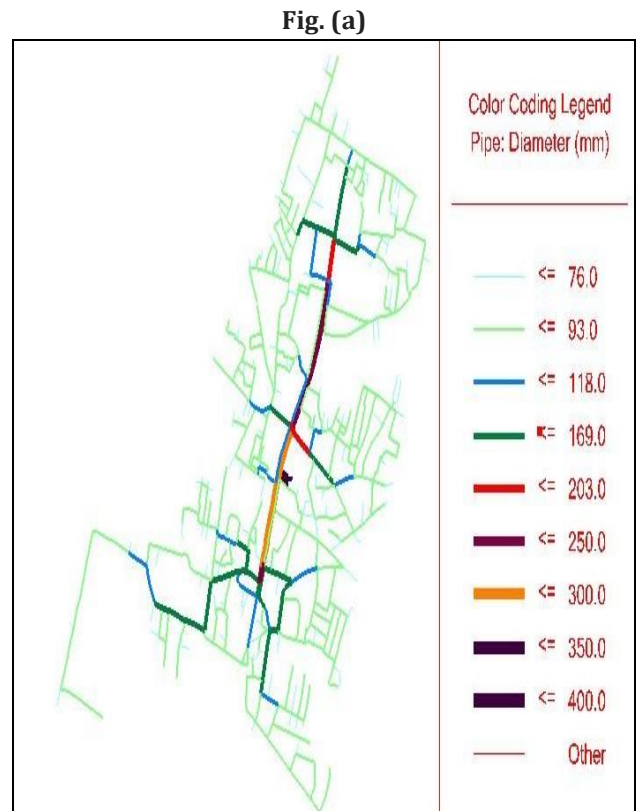 Fig. (a)
Color Coding Legend
Pipe: Diameter (mm)
<= 76.0
<= 93.0
<= 118.0
<= 169.0
<= 203.0
<= 250.0
<= 300.0
<= 350.0
<= 400.0
Other